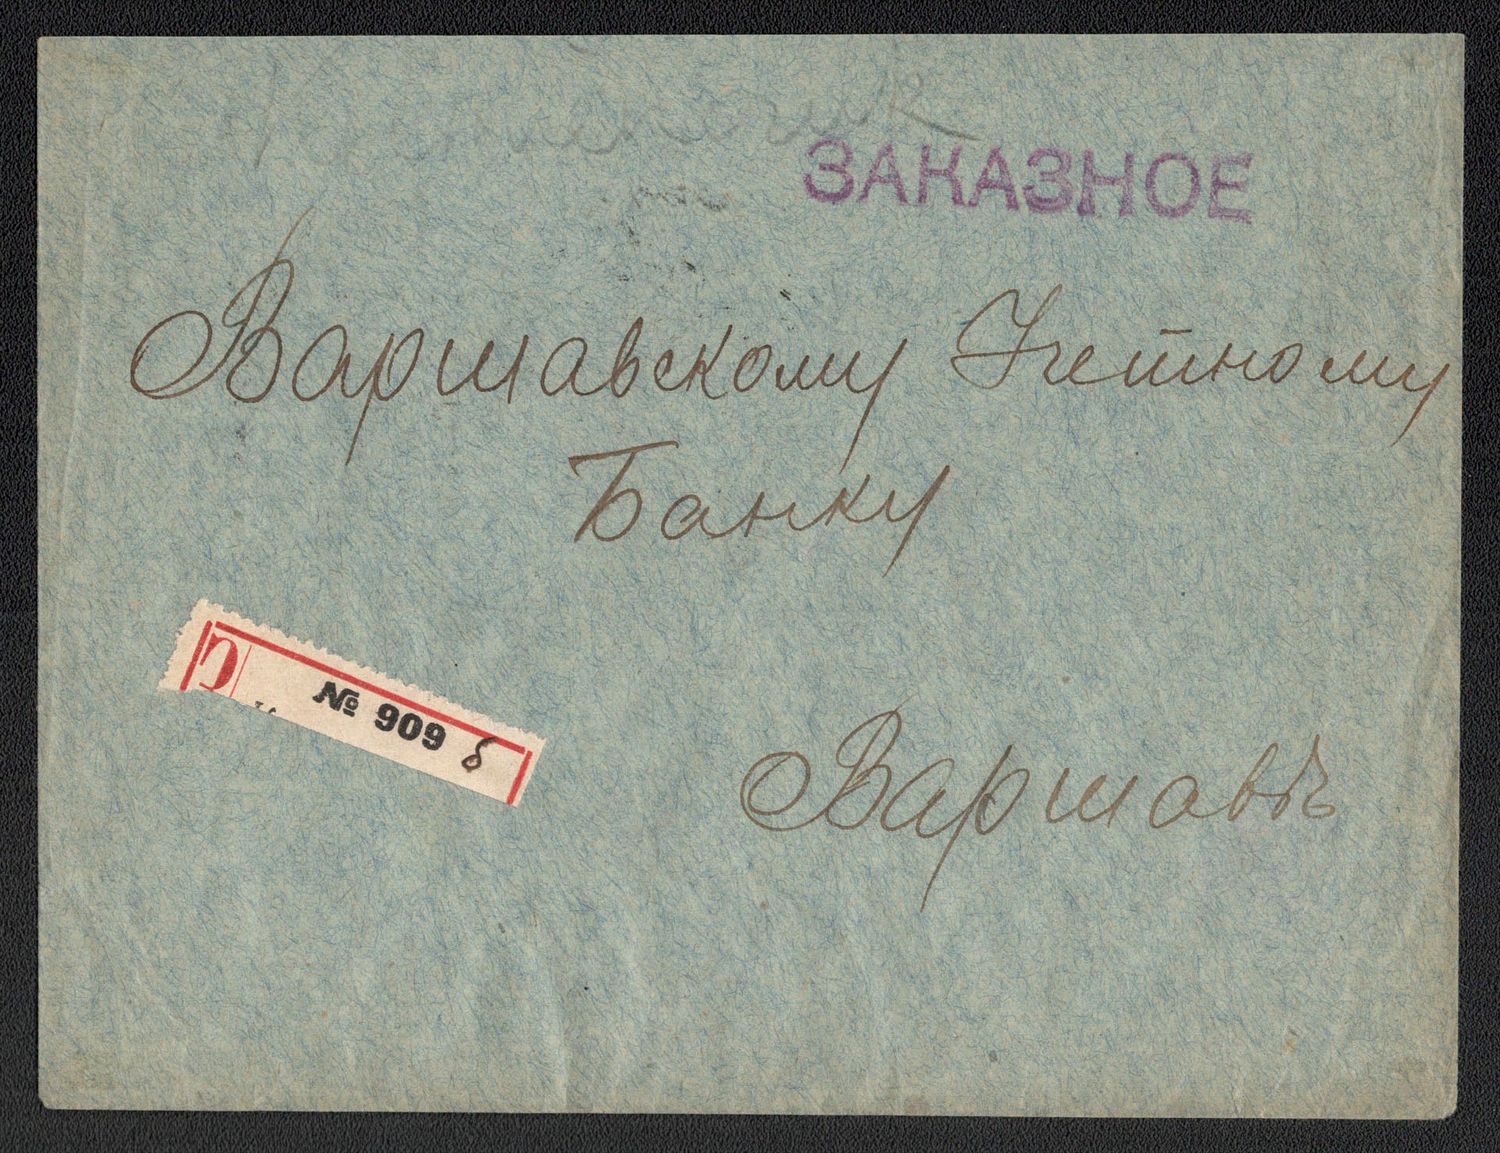 ЗАКАЗНОЕ
Варшавскому Учетному
Банку
№ 909 б
Варшавѣ